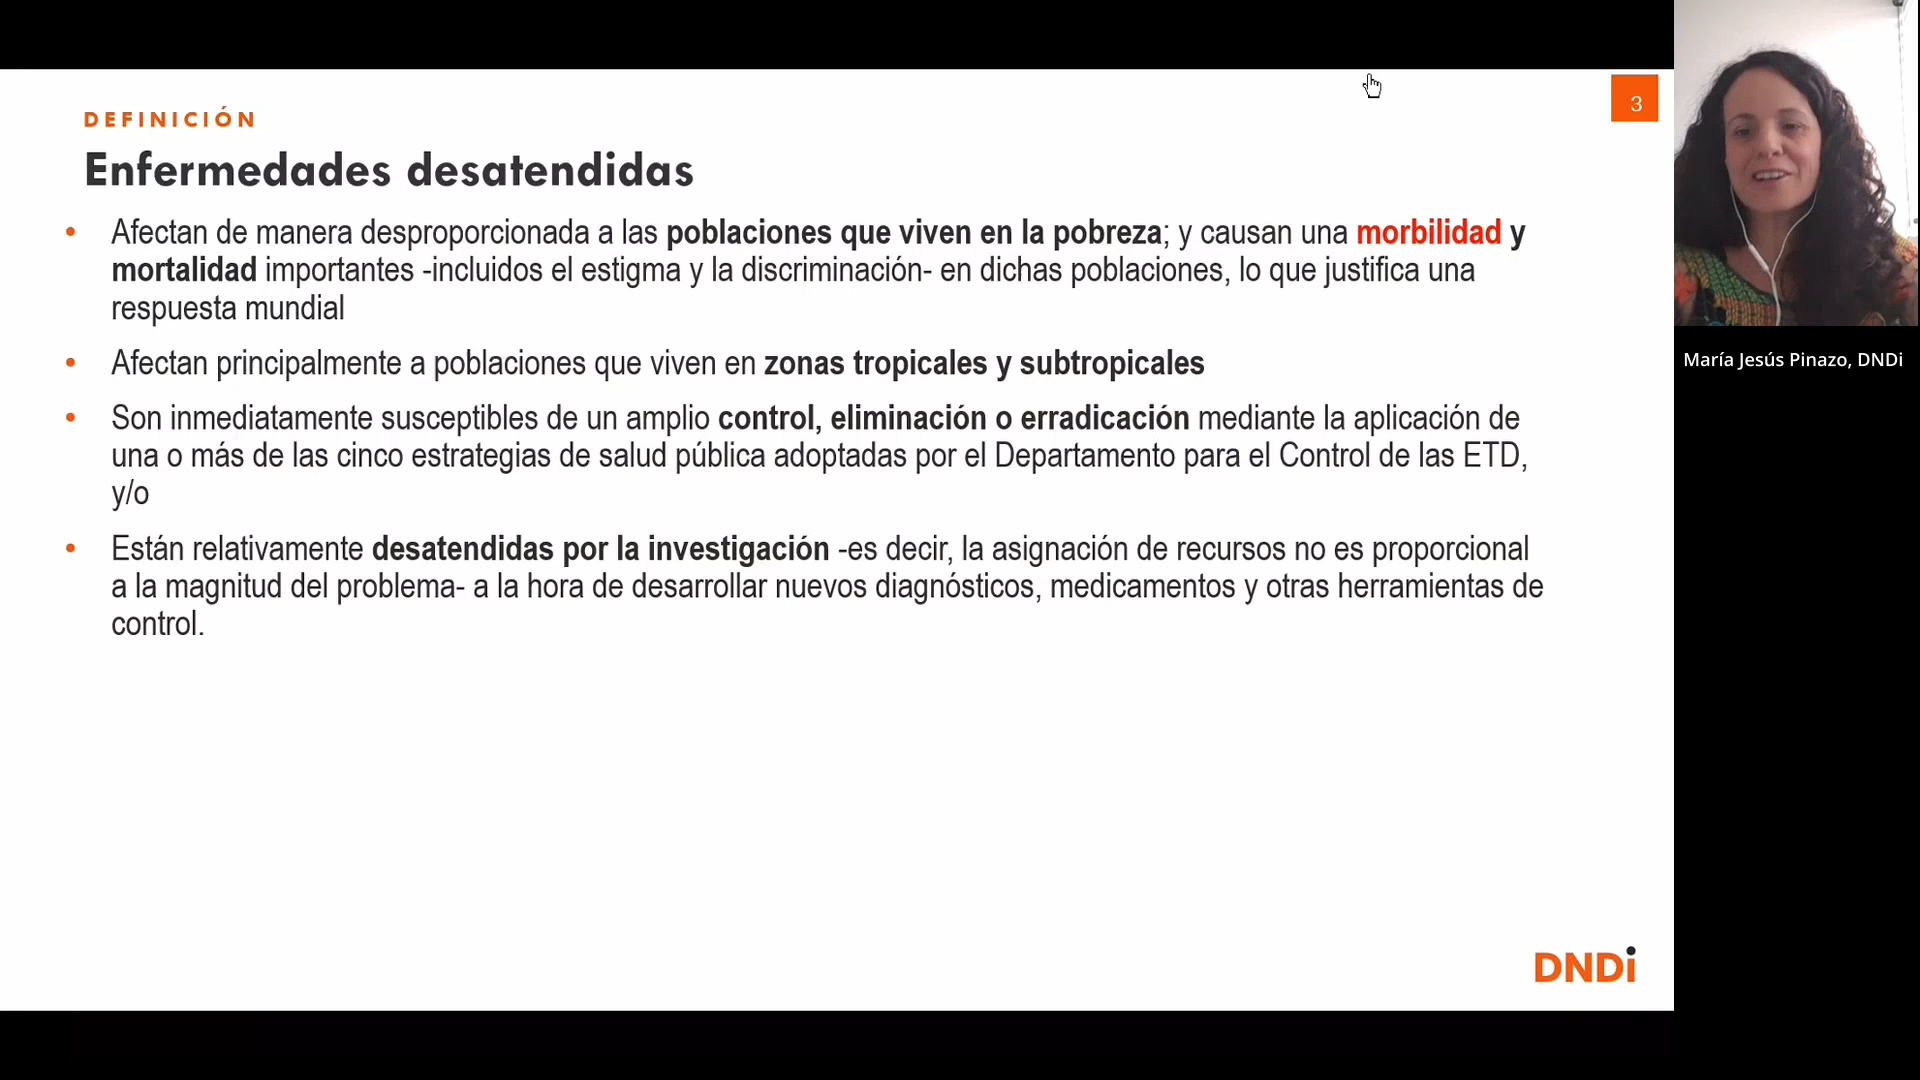 DEFINICIÓN
Enfermedades desatendidas
3
• Afectan de manera desproporcionada a las poblaciones que viven en la pobreza; y causan una morbilidad y
mortalidad importantes -incluidos el estigma y la discriminación- en dichas poblaciones, lo que justifica una
respuesta mundial
• Afectan principalmente a poblaciones que viven en zonas tropicales y subtropicales
• Son inmediatamente susceptibles de un amplio control, eliminación o erradicación mediante la aplicación de
una o más de las cinco estrategias de salud pública adoptadas por el Departamento para el Control de las ETD,
y/o
• Están relativamente desatendidas por la investigación -es decir, la asignación de recursos no es proporcional
a la magnitud del problema- a la hora de desarrollar nuevos diagnósticos, medicamentos y otras herramientas de
control.
DNDi
María Jesús Pinazo, DNDi